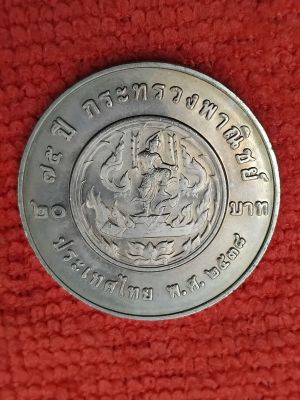 ๗๕ ปี กระทรวงพาณิชย์
๒๐ บาท
ประเทศไทย พ.ศ. ๒๕๓๘